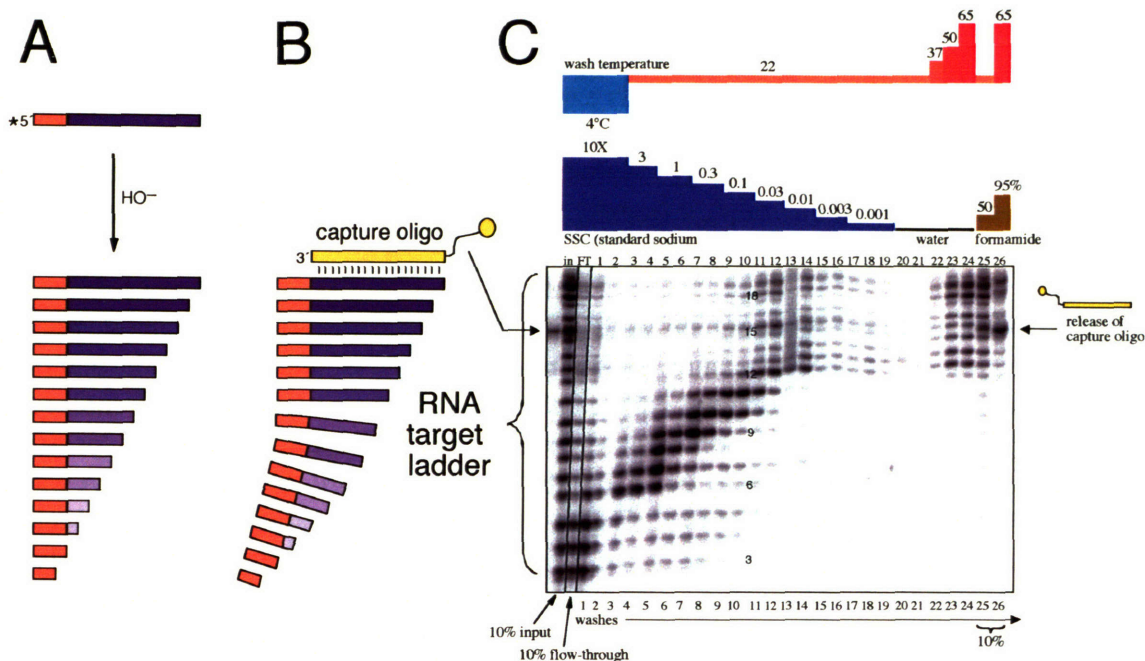 A
B
C
*5´
HO⁻
capture oligo
3´
RNA
target
ladder
wash temperature
4°C
22
37
50
65
65
10X
3
1
0.3
0.1
0.03
0.01
0.003
0.001
50
95%
SSC (standard sodium
water
formamide
in FT 1 2 3 4 5 6 7 8 9 10 11 12 13 14 15 16 17 18 19 20 21 22 23 24 25 26
18
15
12
9
6
3
release of
capture oligo
1 2 3 4 5 6 7 8 9 10 11 12 13 14 15 16 17 18 19 20 21 22 23 24 25 26
washes
10%
10% input
10% flow-through